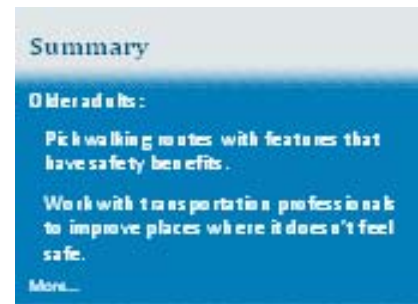 Summary
Older adults:
Pick walking routes with features that
have safety benefits.
Work with transportation professionals
to improve places where it doesn't feel
safe.
More...